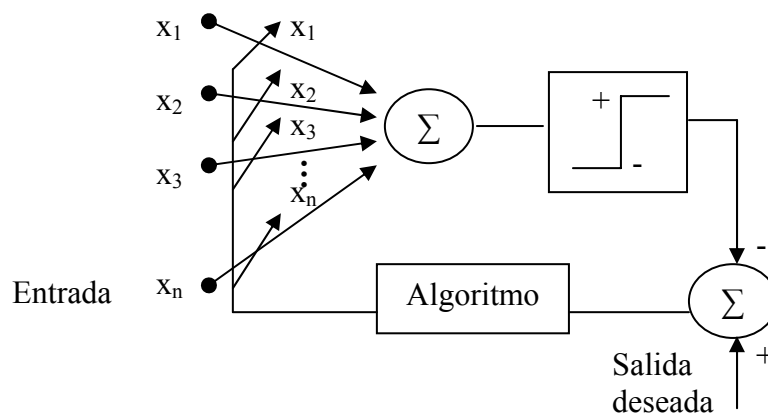 x1 x1
x2 x2
x3 x3
⋮
xn xn
Σ
+
-
Entrada
Algoritmo
-
Σ
+
Salida
deseada